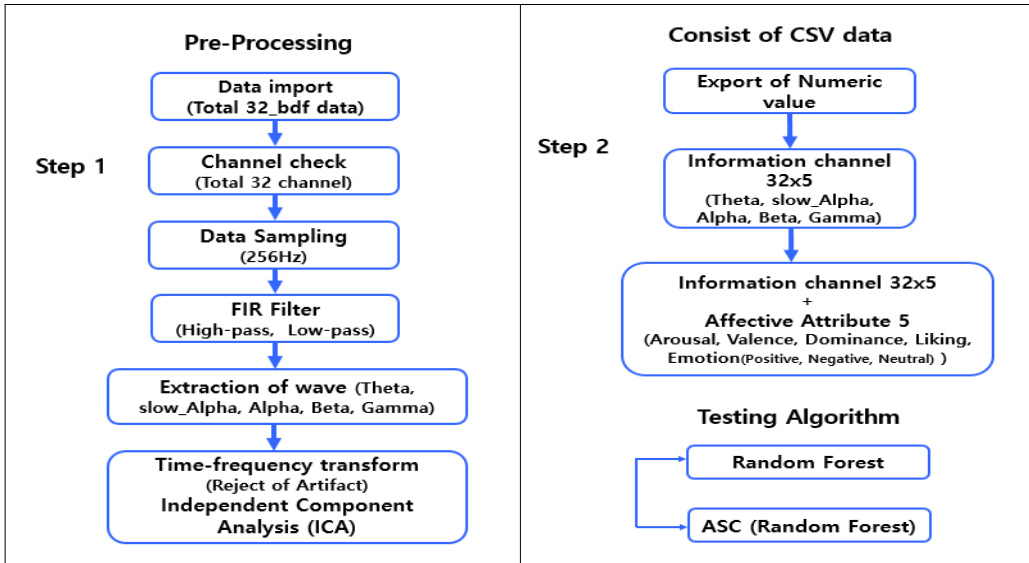 Pre-Processing
Data import
(Total 32_bdf data)
Step 1
Channel check
(Total 32 channel)
Data Sampling
(256Hz)
FIR Filter
(High-pass, Low-pass)
Extraction of wave (Theta,
slow_Alpha, Alpha, Beta, Gamma)
Time-frequency transform
(Reject of Artifact)
Independent Component
Analysis (ICA)
Consist of CSV data
Export of Numeric
value
Step 2
Information channel
32x5
(Theta, slow_Alpha,
Alpha, Beta, Gamma)
Information channel 32x5
+
Affective Attribute 5
(Arousal, Valence, Dominance, Liking,
Emotion(Positive, Negative, Neutral) )
Testing Algorithm
Random Forest
ASC (Random Forest)